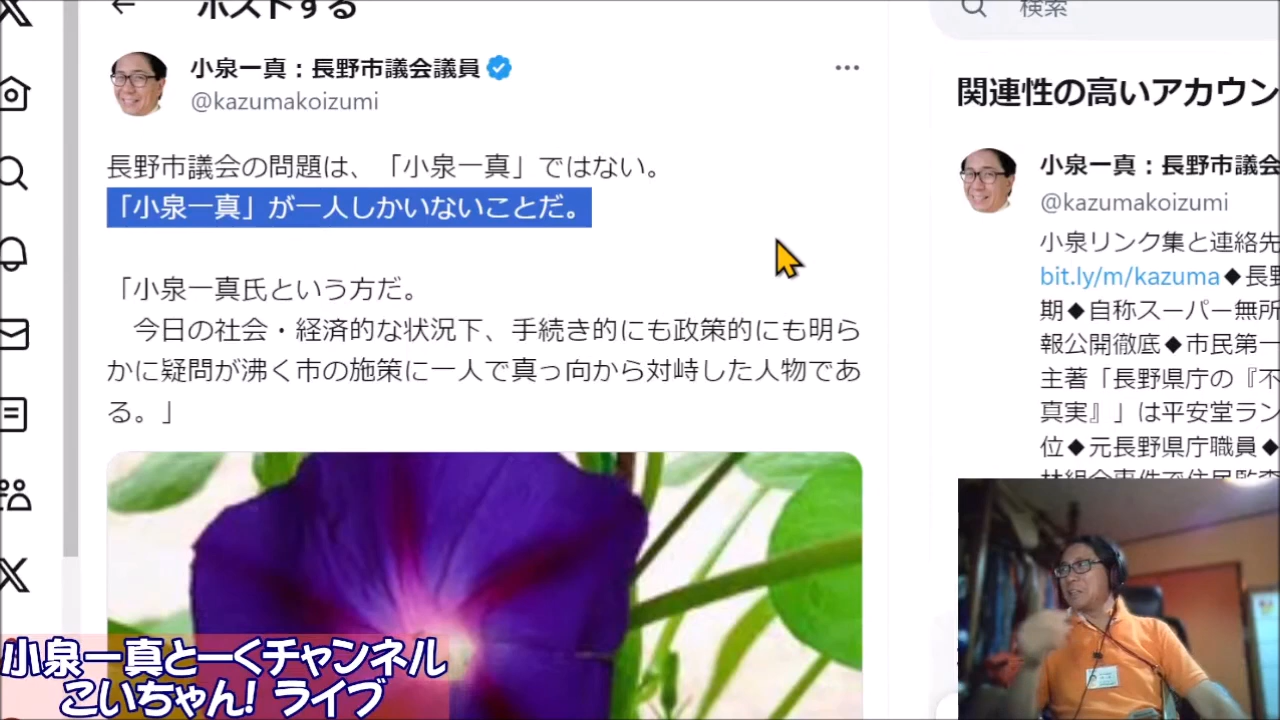 ポストする
検索
小泉一真：長野市議会議員
@kazumakoizumi
長野市議会の問題は、「小泉一真」ではない。
「小泉一真」が一人しかいないことだ。
「小泉一真氏という方だ。
今日の社会・経済的な状況下、手続き的にも政策的にも明ら
かに疑問が沸く市の施策に一人で真っ向から対峙した人物であ
る。」
関連性の高いアカウン
小泉一真：長野市議会
@kazumakoizumi
小泉リンク集と連絡先
bit.ly/m/kazuma◆長野
期◆自称スーパー無所
報公開徹底◆市民第一
主著「長野県庁の『不
真実』」は平安堂ラン
位◆元長野県庁職員◆
小泉一真とーくチャンネル
こいちゃん! ライブ